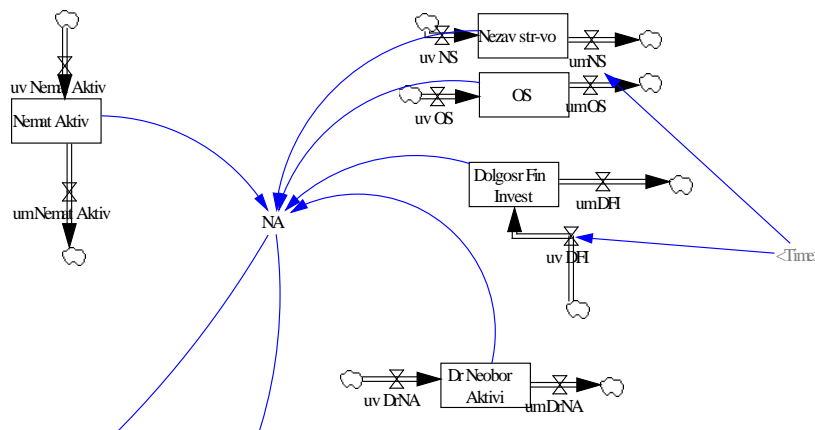 Nezav str-vo
uv NS
umNS
uv Nemat Aktiv
OS
uv OS
umOS
Nemat Aktiv
Dolgosr Fin
Invest
umDFI
umNemat Aktiv
NA
uv DFI
<Time
Dr Neobor
Aktivi
uv DrNA
umDrNA